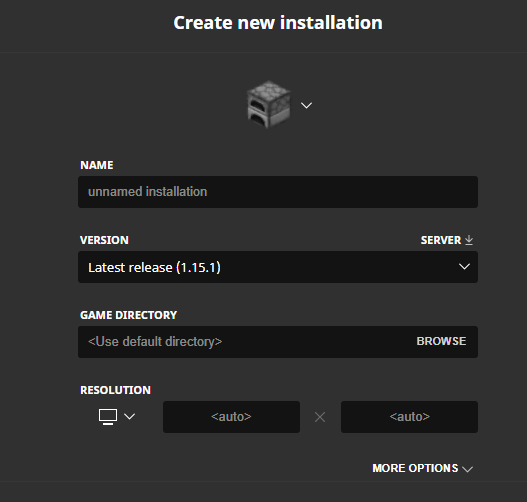 Create new installation
NAME
unnamed installation
VERSION SERVER
Latest release (1.15.1)
GAME DIRECTORY
<Use default directory> BROWSE
RESOLUTION
<auto> <auto>
MORE OPTIONS